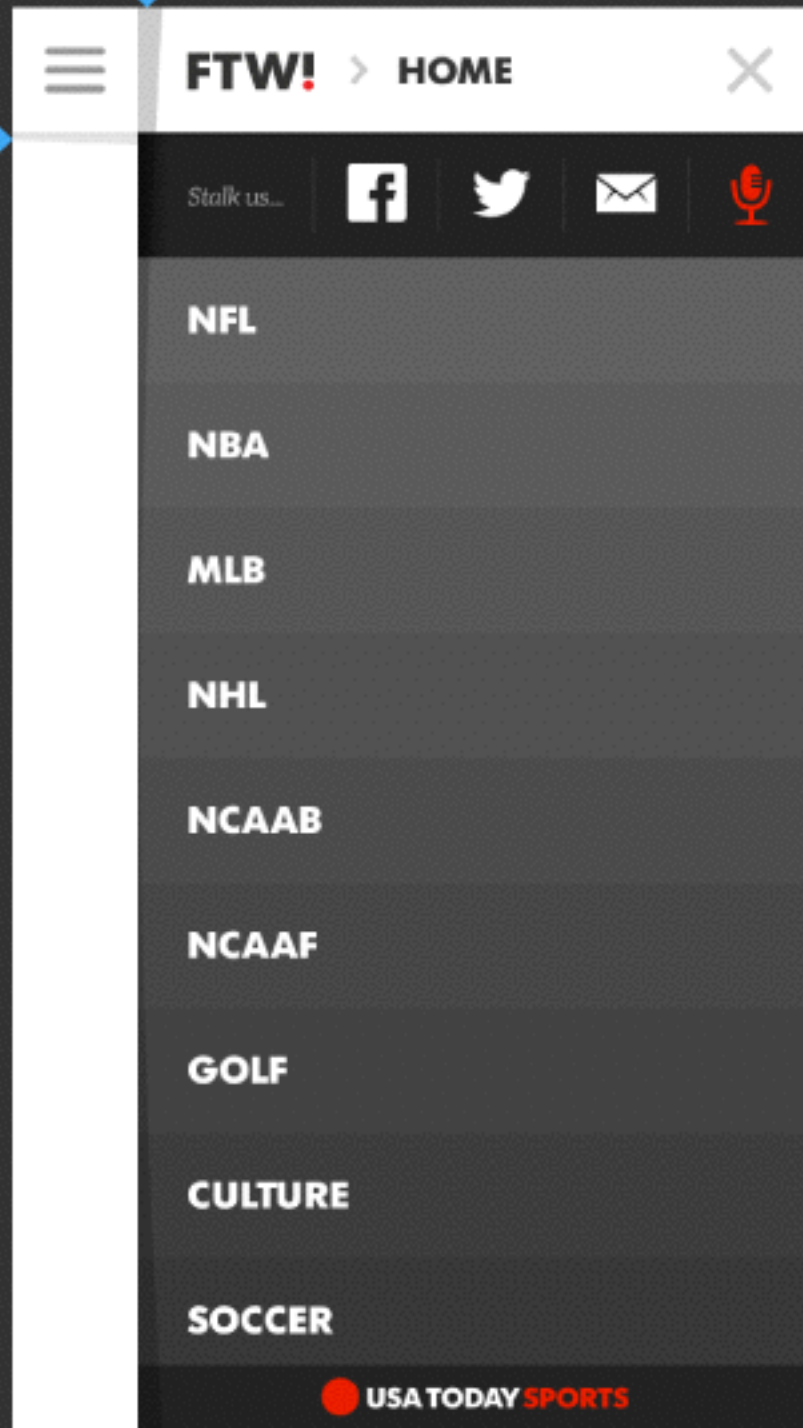 FTW! > HOME
Stalk us...
NFL
NBA
MLB
NHL
NCAAB
NCAAF
GOLF
CULTURE
SOCCER
USA TODAY SPORTS